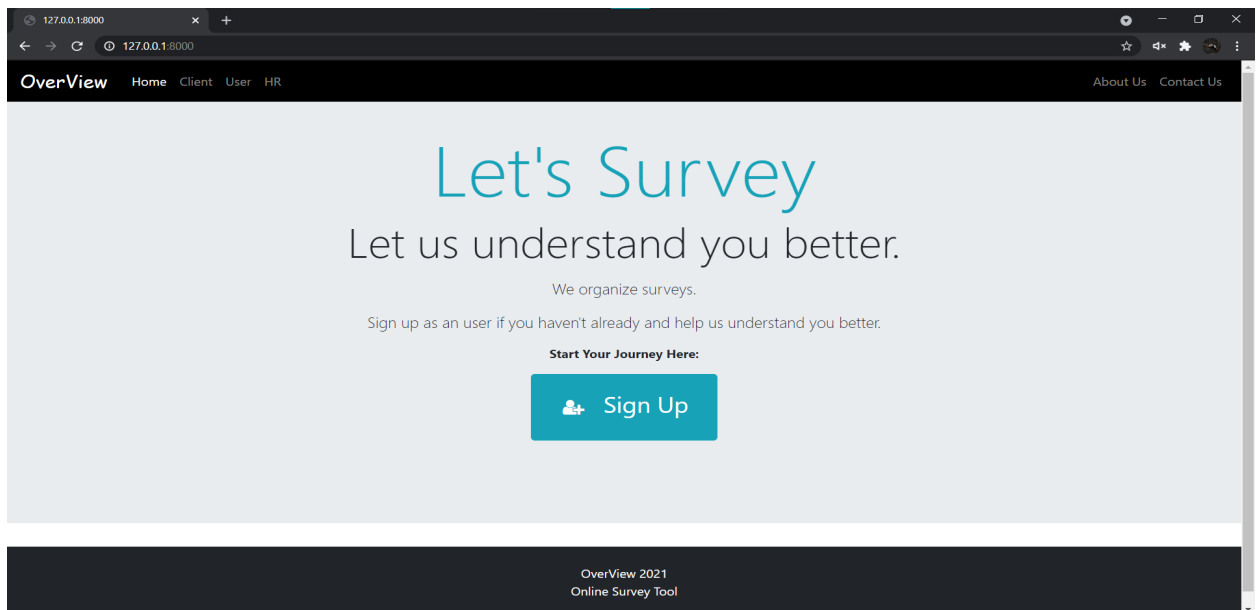 127.0.0.1:8000
127.0.0.1:8000
OverView Home Client User HR About Us Contact Us
Let's Survey
Let us understand you better.
We organize surveys.
Sign up as an user if you haven't already and help us understand you better.
Start Your Journey Here:
Sign Up
OverView 2021
Online Survey Tool